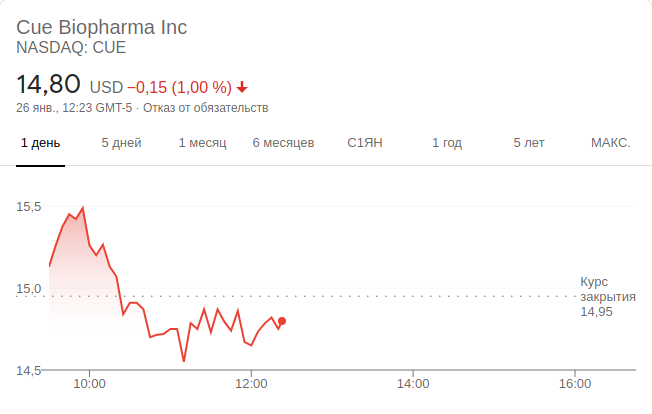 Cue Biopharma Inc
NASDAQ: CUE
14,80 USD −0,15 (1,00 %)
26 янв., 12:23 GMT-5 · Отказ от обязательств
1 день 5 дней 1 месяц 6 месяцев С1ЯН 1 год 5 лет МАКС.
15,5
15,0
Курс
закрытия
14,95
14,5
10:00 12:00 14:00 16:00